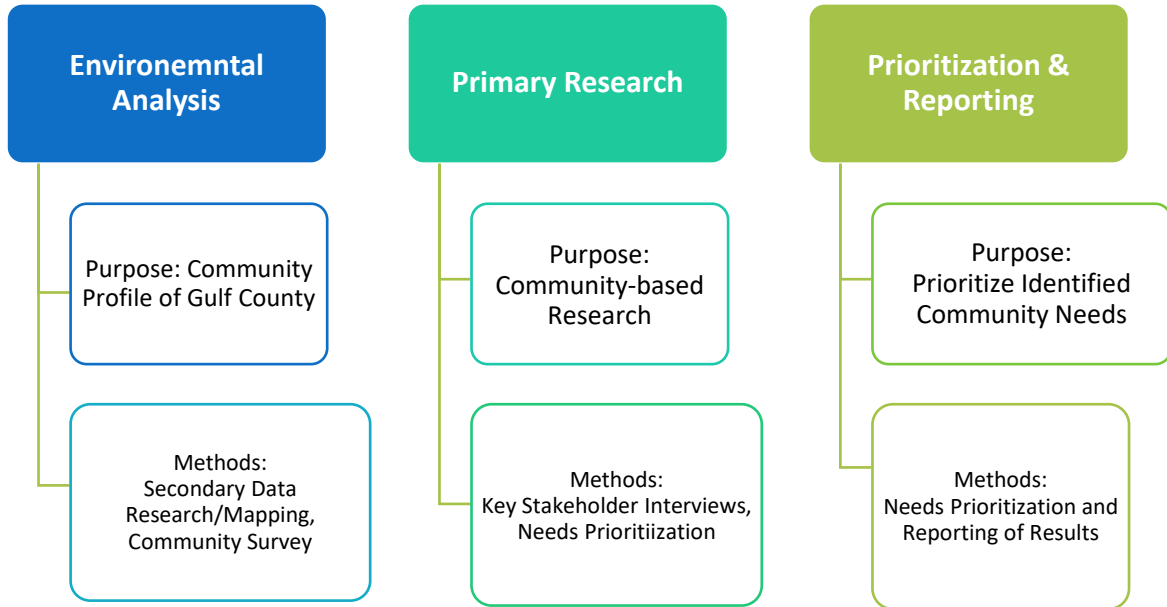 Environemntal
Analysis
Purpose: Community
Profile of Gulf County
Methods:
Secondary Data
Research/Mapping,
Community Survey
Primary Research
Purpose:
Community-based
Research
Methods:
Key Stakeholder Interviews,
Needs Prioritiization
Prioritization &
Reporting
Purpose:
Prioritize Identified
Community Needs
Methods:
Needs Prioritization and
Reporting of Results